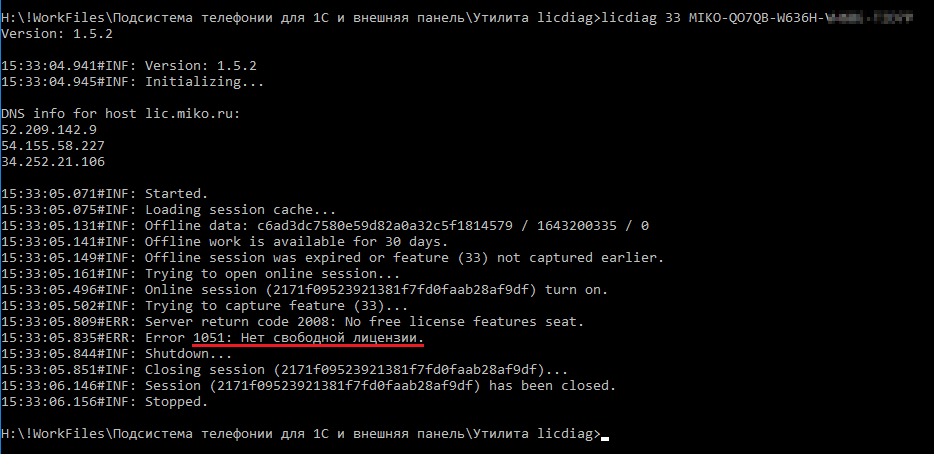 H:\!WorkFiles\Подсистема телефонии для 1С и внешняя панель\Утилита licdiag>licdiag 33 MIKO-QO7QB-W636H-
Version: 1.5.2
15:33:04.941#INF: Version: 1.5.2
15:33:04.945#INF: Initializing...
DNS info for host lic.miko.ru:
52.209.142.9
54.155.58.227
34.252.21.106
15:33:05.071#INF: Started.
15:33:05.075#INF: Loading session cache...
15:33:05.131#INF: Offline data: c6ad3dc7580e59d82a0a32c5f1814579 / 1643200335 / 0
15:33:05.141#INF: Offline work is available for 30 days.
15:33:05.149#INF: Offline session was expired or feature (33) not captured earlier.
15:33:05.161#INF: Trying to open online session...
15:33:05.496#INF: Online session (2171f09523921381f7fd0faab28af9df) turn on.
15:33:05.502#INF: Trying to capture feature (33)...
15:33:05.809#ERR: Server return code 2008: No free license features seat.
15:33:05.835#ERR: Error 1051: Нет свободной лицензии.
15:33:05.844#INF: Shutdown...
15:33:05.851#INF: Closing session (2171f09523921381f7fd0faab28af9df)...
15:33:06.146#INF: Session (2171f09523921381f7fd0faab28af9df) has been closed.
15:33:06.156#INF: Stopped.
H:\!WorkFiles\Подсистема телефонии для 1С и внешняя панель\Утилита licdiag>